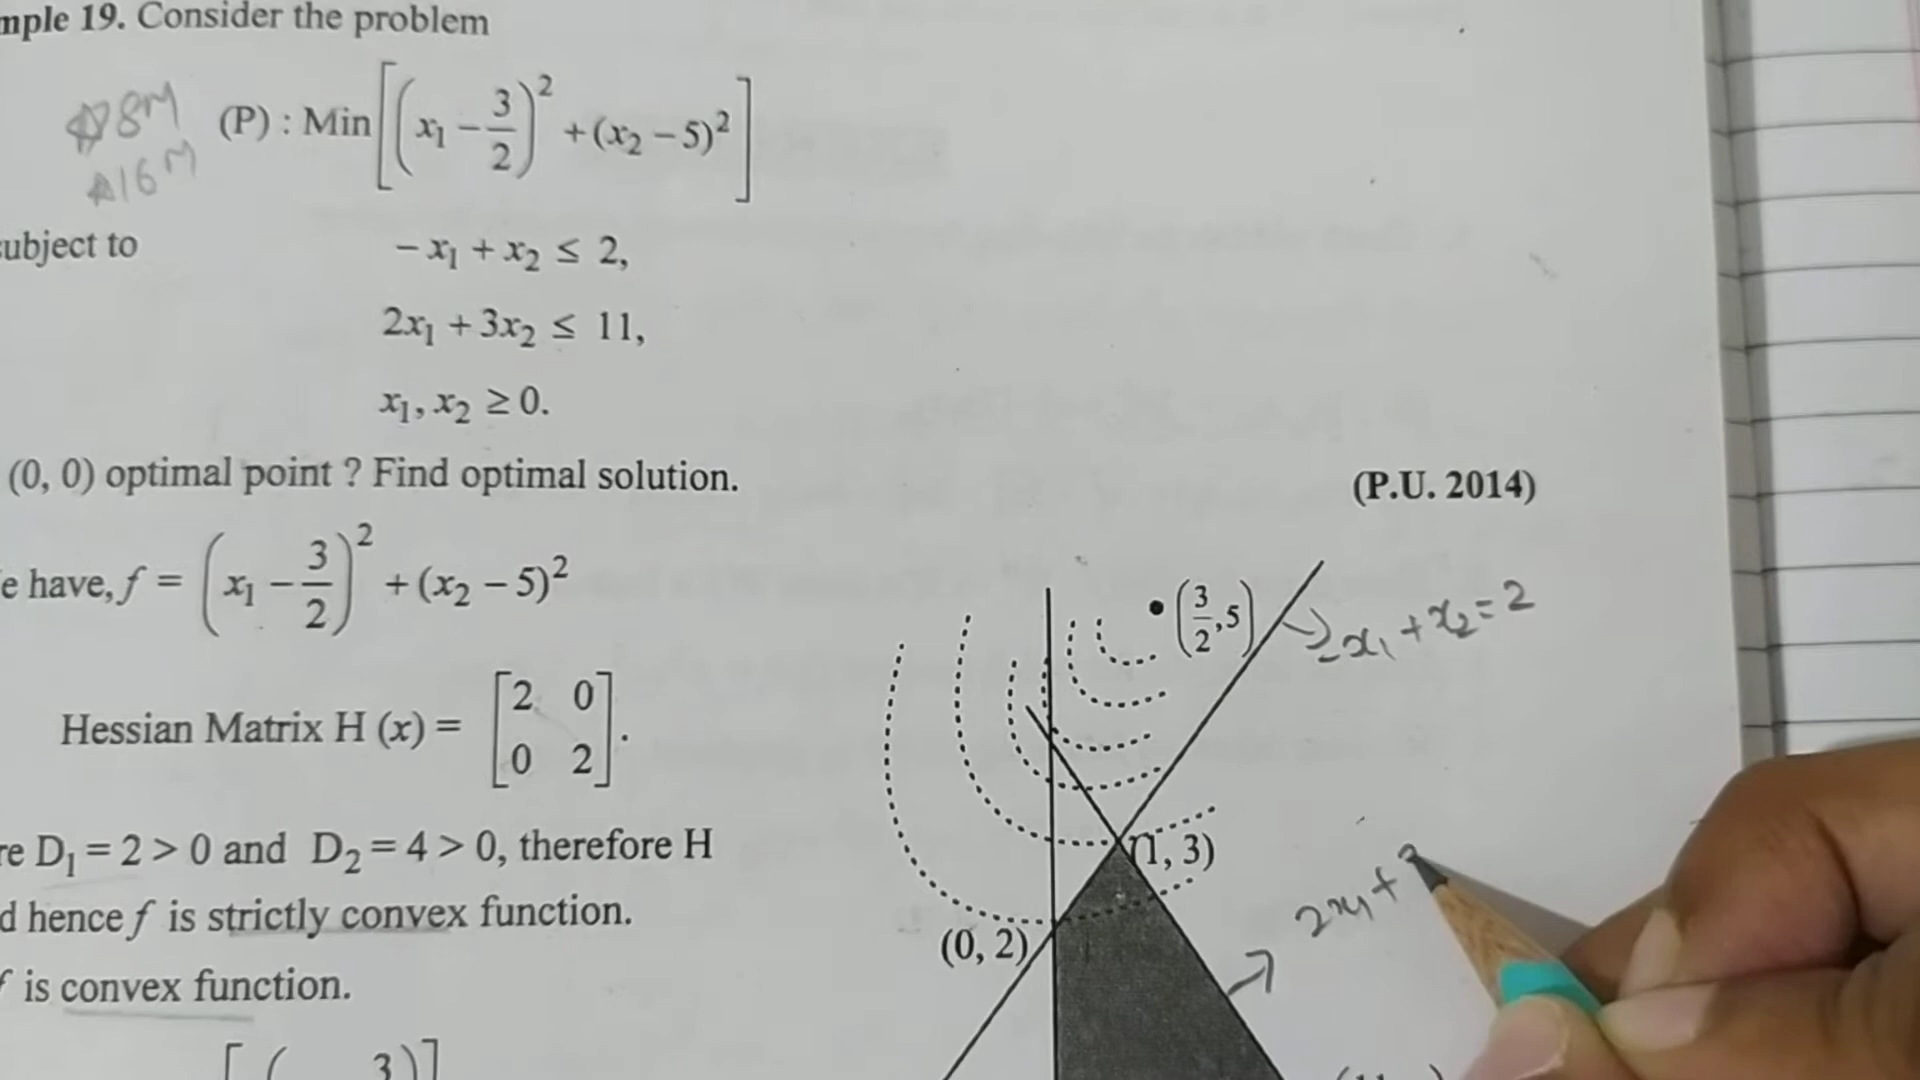 mple 19. Consider the problem
☆8M
☆16M
(P) : Min [(x₁ − 3/2)² + (x₂ − 5)²]
subject to − x₁ + x₂ ≤ 2,
2x₁ + 3x₂ ≤ 11,
x₁, x₂ ≥ 0.
(0, 0) optimal point ? Find optimal solution. (P.U. 2014)
e have, f = (x₁ − 3/2)² + (x₂ − 5)²
Hessian Matrix H (x) = [2 0; 0 2].
re D₁ = 2 > 0 and D₂ = 4 > 0, therefore H
d hence f is strictly convex function.
f is convex function.
[( 3)]
(3/2, 5)
−x₁ + x₂ = 2
(1, 3)
2x₁ + 3
(0, 2)